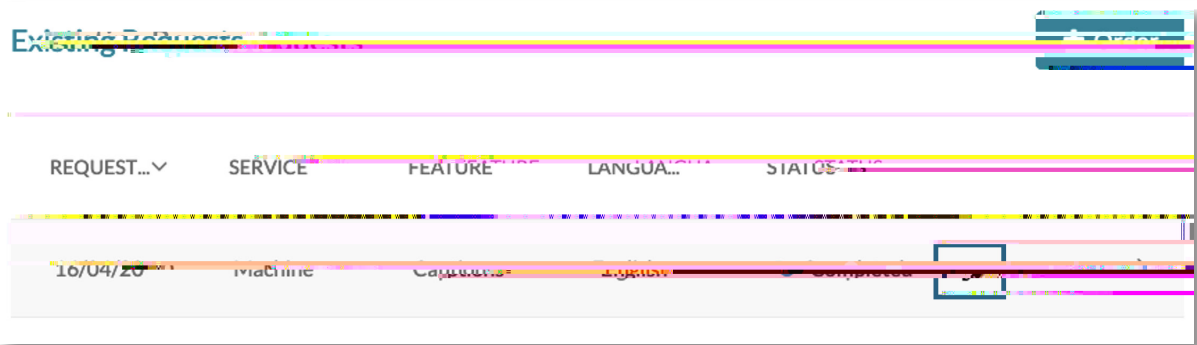 Existing Requests
Order
REQUEST... SERVICE FEATURE LANGUA... STATUS
16/04/20 Machine Captions English Completed